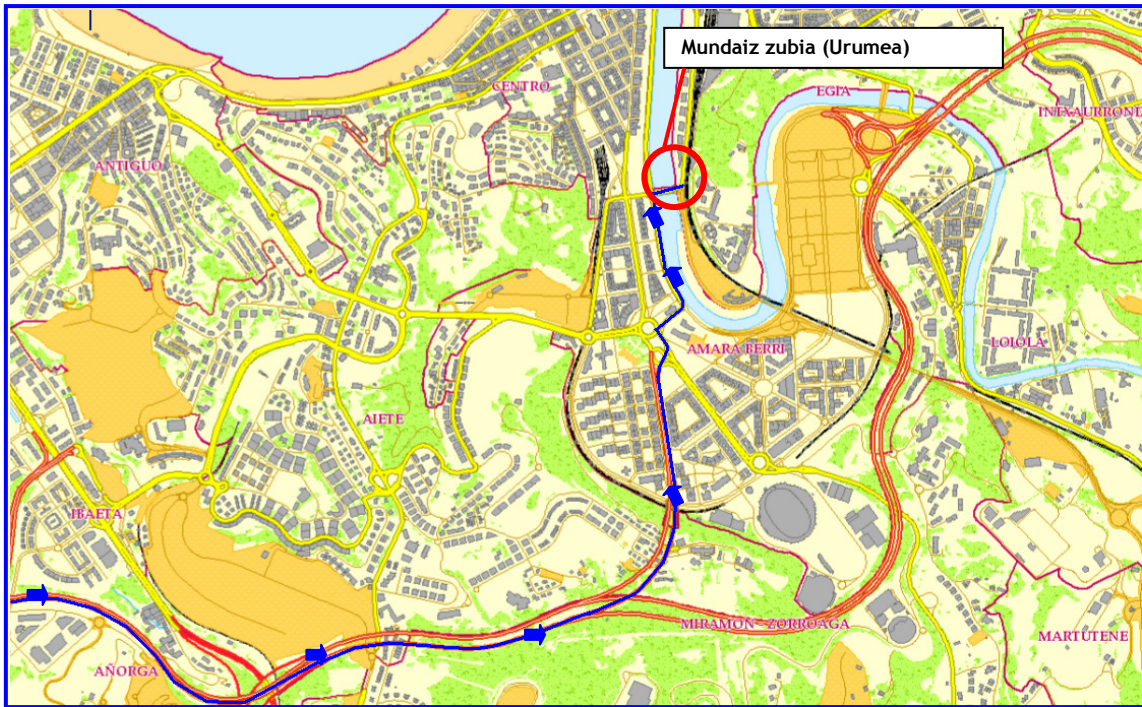 Mundaiz zubia (Urumea)
CENTRO
EGIA
INTXAURROND
ANTIGUO
AMARA BERRI
LOIOLA
AIETE
IBAETA
MIRAMON - ZORROAGA
MARTUTENE
AÑORGA